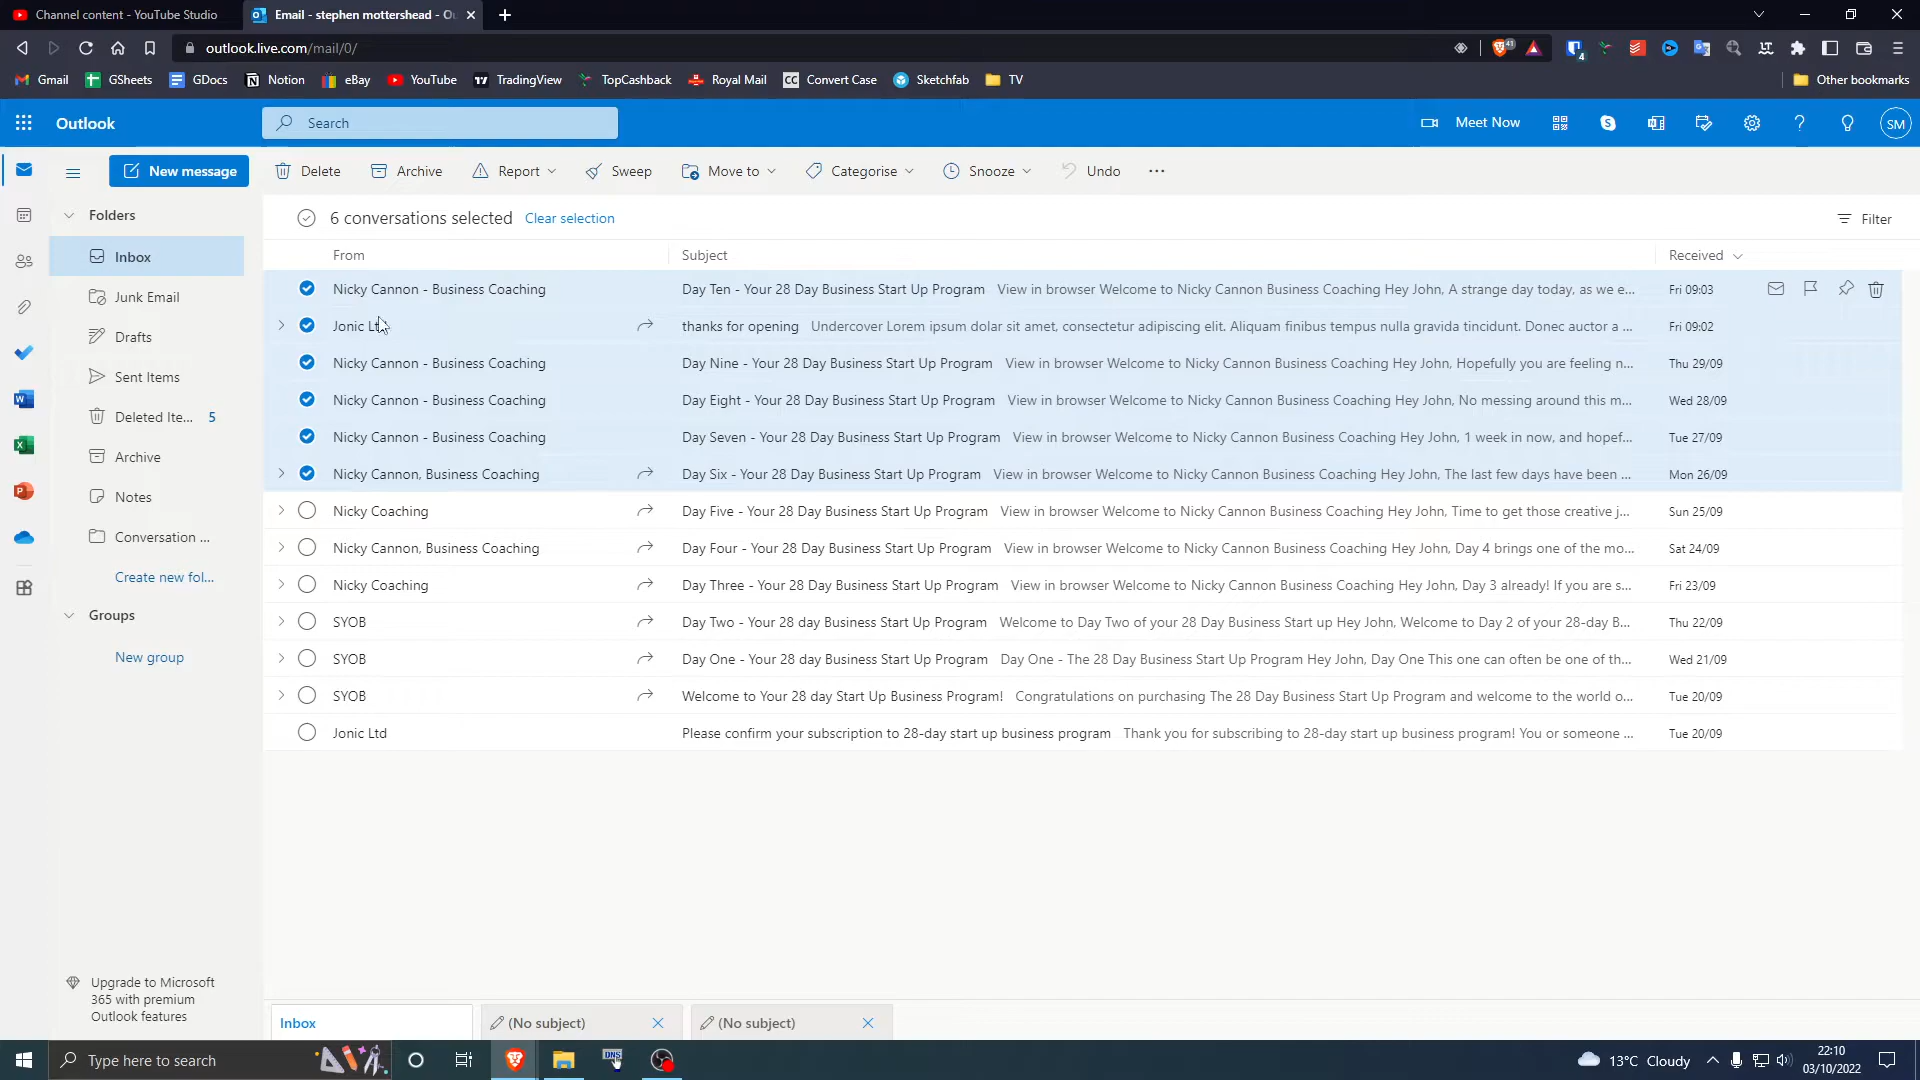 Channel content - YouTube Studio
Email - stephen mottershead - Ou
outlook.live.com/mail/0/
41
4
Gmail
GSheets
GDocs
Notion
eBay
YouTube
TradingView
TopCashback
Royal Mail
CC Convert Case
Sketchfab
TV
Other bookmarks
Outlook
Search
Meet Now
SM
New message
Delete
Archive
Report
Sweep
Move to
Categorise
Snooze
Undo
Folders
Inbox
Junk Email
Drafts
Sent Items
Deleted Ite... 5
Archive
Notes
Conversation ...
Create new fol...
Groups
New group
Upgrade to Microsoft
365 with premium
Outlook features
6 conversations selected Clear selection
Filter
From Subject Received
Nicky Cannon - Business Coaching Day Ten - Your 28 Day Business Start Up Program View in browser Welcome to Nicky Cannon Business Coaching Hey John, A strange day today, as we e... Fri 09:03
Jonic Ltd thanks for opening Undercover Lorem ipsum dolor sit amet, consectetur adipiscing elit. Aliquam finibus tempus nulla gravida tincidunt. Donec auctor a ... Fri 09:02
Nicky Cannon - Business Coaching Day Nine - Your 28 Day Business Start Up Program View in browser Welcome to Nicky Cannon Business Coaching Hey John, Hopefully you are feeling n... Thu 29/09
Nicky Cannon - Business Coaching Day Eight - Your 28 Day Business Start Up Program View in browser Welcome to Nicky Cannon Business Coaching Hey John, No messing around this m... Wed 28/09
Nicky Cannon - Business Coaching Day Seven - Your 28 Day Business Start Up Program View in browser Welcome to Nicky Cannon Business Coaching Hey John, 1 week in now, and hopef... Tue 27/09
Nicky Cannon, Business Coaching Day Six - Your 28 Day Business Start Up Program View in browser Welcome to Nicky Cannon Business Coaching Hey John, The last few days have been ... Mon 26/09
Nicky Coaching Day Five - Your 28 Day Business Start Up Program View in browser Welcome to Nicky Cannon Business Coaching Hey John, Time to get those creative j... Sun 25/09
Nicky Cannon, Business Coaching Day Four - Your 28 Day Business Start Up Program View in browser Welcome to Nicky Cannon Business Coaching Hey John, Day 4 brings one of the mo... Sat 24/09
Nicky Coaching Day Three - Your 28 Day Business Start Up Program View in browser Welcome to Nicky Cannon Business Coaching Hey John, Day 3 already! If you are s... Fri 23/09
SYOB Day Two - Your 28 day Business Start Up Program Welcome to Day Two of your 28 Day Business Start up Hey John, Welcome to Day 2 of your 28-day B... Thu 22/09
SYOB Day One - Your 28 day Business Start Up Program Day One - The 28 Day Business Start Up Program Hey John, Day One This one can often be one of th... Wed 21/09
SYOB Welcome to Your 28 day Start Up Business Program! Congratulations on purchasing The 28 Day Business Start Up Program and welcome to the world o... Tue 20/09
Jonic Ltd Please confirm your subscription to 28-day start up business program Thank you for subscribing to 28-day start up business program! You or someone ... Tue 20/09
Inbox
(No subject)
(No subject)
Type here to search
DNS
13°C Cloudy
22:10
03/10/2022